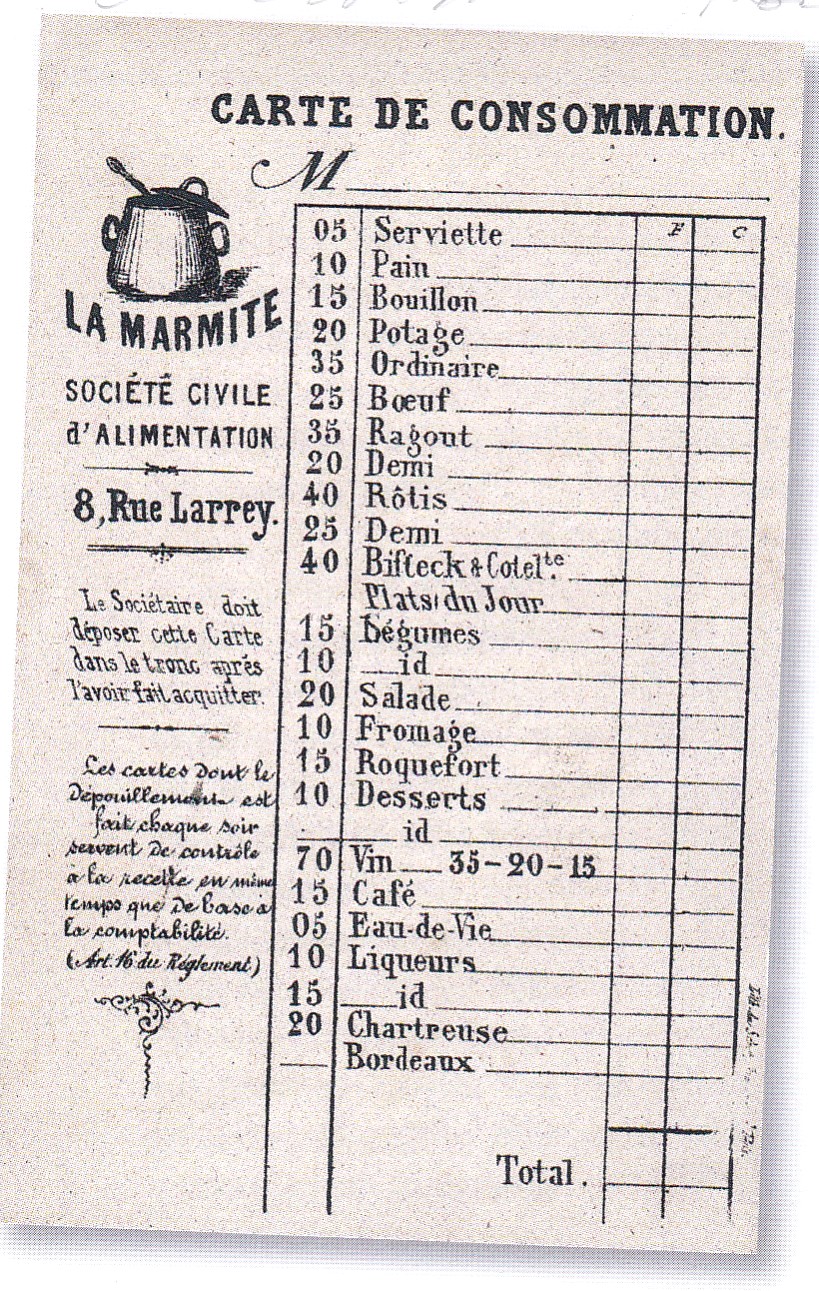 CARTE DE CONSOMMATION.
M
LA MARMITE
SOCIÉTÉ CIVILE
d'ALIMENTATION
8, Rue Larrey.
Le Sociétaire doit
déposer cette Carte
dans le tronc après
l'avoir fait acquitter.
Les cartes dont le
Dépouillement est
fait chaque soir
servent de contrôle
à la recette en même
temps que de base à
la comptabilité.
(Art. 16 du Réglement)
F C
05 Serviette
10 Pain
15 Bouillon
20 Potage
35 Ordinaire
25 Bœuf
35 Ragout
20 Demi
40 Rôtis
25 Demi
40 Bifteck & Cotelte.
Plats du Jour
15 Légumes
10 id
20 Salade
10 Fromage
15 Roquefort
10 Desserts
id
70 Vin 35-20-15
15 Café
05 Eau-de-Vie
10 Liqueurs
15 id
20 Chartreuse
Bordeaux
Total.